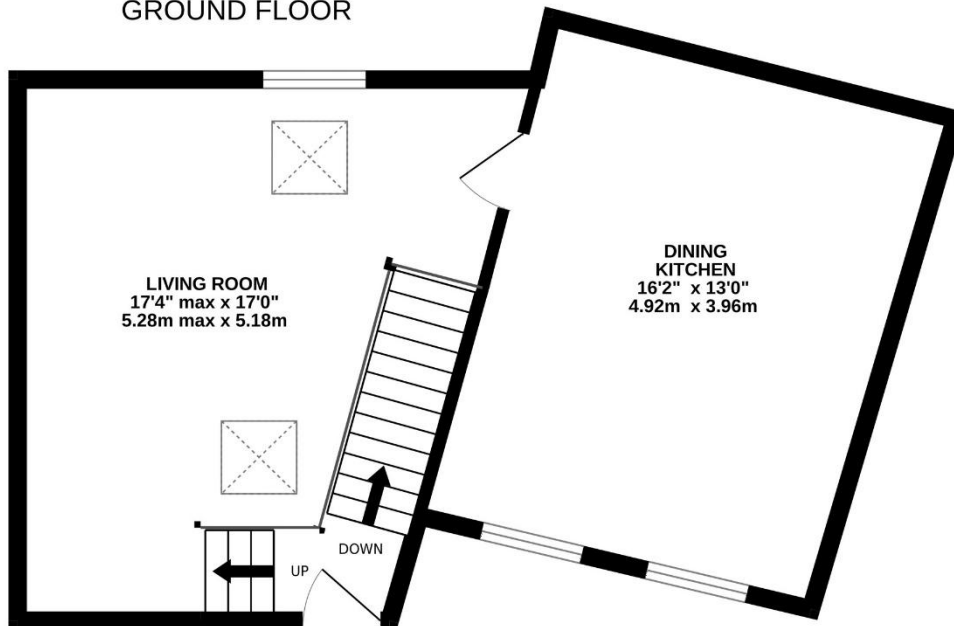 GROUND FLOOR
LIVING ROOM
17'4" max x 17'0"
5.28m max x 5.18m
DINING
KITCHEN
16'2" x 13'0"
4.92m x 3.96m
DOWN
UP